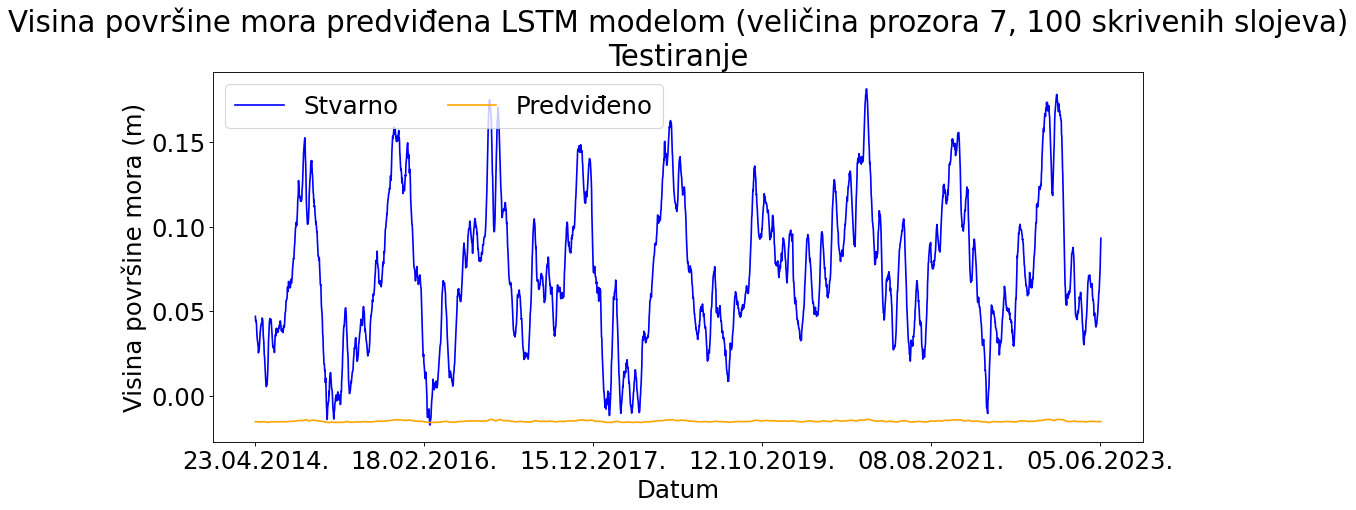 Visina površine mora predviđena LSTM modelom (veličina prozora 7, 100 skrivenih slojeva)
Testiranje
Stvarno
Predviđeno
Visina površine mora (m)
0.15
0.10
0.05
0.00
23.04.2014.
18.02.2016.
15.12.2017.
12.10.2019.
08.08.2021.
05.06.2023.
Datum